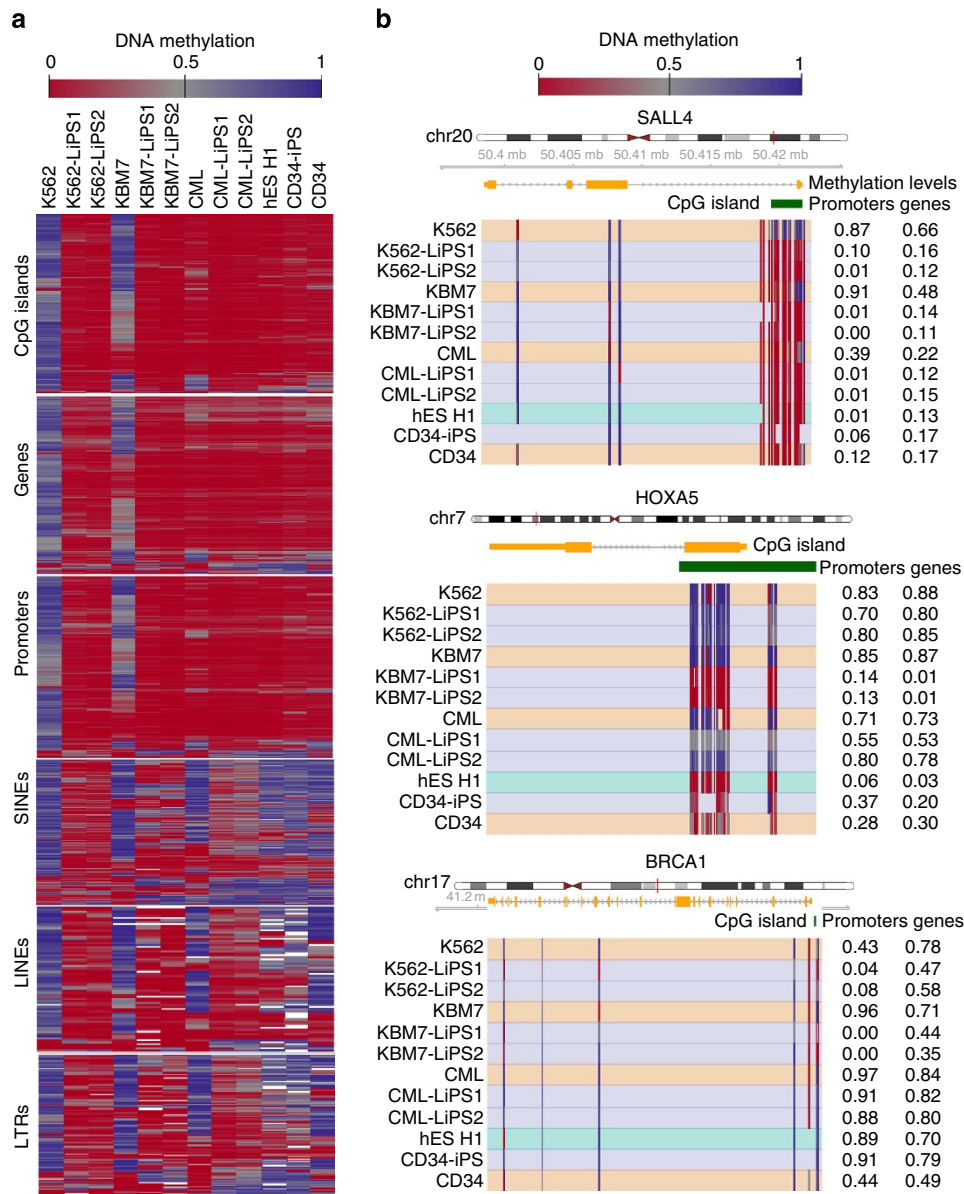 a
DNA methylation
0 0.5 1
K562
K562-LiPS1
K562-LiPS2
KBM7
KBM7-LiPS1
KBM7-LiPS2
CML
CML-LiPS1
CML-LiPS2
hES H1
CD34-iPS
CD34
CpG islands
Genes
Promoters
SINEs
LINEs
LTRs
b
DNA methylation
0 0.5 1
SALL4
chr20
50.4 mb 50.405 mb 50.41 mb 50.415 mb 50.42 mb
Methylation levels
CpG island Promoters genes
K562 0.87 0.66
K562-LiPS1 0.10 0.16
K562-LiPS2 0.01 0.12
KBM7 0.91 0.48
KBM7-LiPS1 0.01 0.14
KBM7-LiPS2 0.00 0.11
CML 0.39 0.22
CML-LiPS1 0.01 0.12
CML-LiPS2 0.01 0.15
hES H1 0.01 0.13
CD34-iPS 0.06 0.17
CD34 0.12 0.17
HOXA5
chr7
CpG island
Promoters genes
K562 0.83 0.88
K562-LiPS1 0.70 0.80
K562-LiPS2 0.80 0.85
KBM7 0.85 0.87
KBM7-LiPS1 0.14 0.01
KBM7-LiPS2 0.13 0.01
CML 0.71 0.73
CML-LiPS1 0.55 0.53
CML-LiPS2 0.80 0.78
hES H1 0.06 0.03
CD34-iPS 0.37 0.20
CD34 0.28 0.30
BRCA1
chr17
41.2 m
CpG island Promoters genes
K562 0.43 0.78
K562-LiPS1 0.04 0.47
K562-LiPS2 0.08 0.58
KBM7 0.96 0.71
KBM7-LiPS1 0.00 0.44
KBM7-LiPS2 0.00 0.35
CML 0.97 0.84
CML-LiPS1 0.91 0.82
CML-LiPS2 0.88 0.80
hES H1 0.89 0.70
CD34-iPS 0.91 0.79
CD34 0.44 0.49